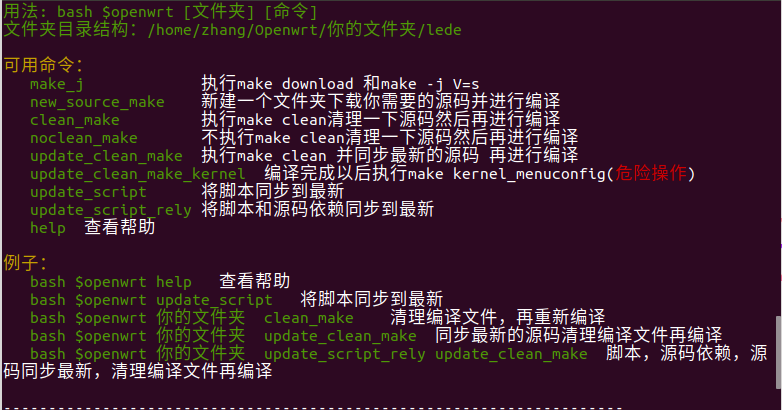 用法: bash $openwrt [文件夹] [命令]
文件夹目录结构：/home/zhang/Openwrt/你的文件夹/lede
可用命令:
make_j 执行make download 和make -j V=s
new_source_make 新建一个文件夹下载你需要的源码并进行编译
clean_make 执行make clean清理一下源码然后再进行编译
noclean_make 不执行make clean清理一下源码然后再进行编译
update_clean_make 执行make clean 并同步最新的源码 再进行编译
update_clean_make_kernel 编译完成以后执行make kernel_menuconfig(危险操作)
update_script 将脚本同步到最新
update_script_rely 将脚本和源码依赖同步到最新
help 查看帮助
例子:
bash $openwrt help 查看帮助
bash $openwrt update_script 将脚本同步到最新
bash $openwrt 你的文件夹 clean_make 清理编译文件，再重新编译
bash $openwrt 你的文件夹 update_clean_make 同步最新的源码清理编译文件再编译
bash $openwrt 你的文件夹 update_script_rely update_clean_make 脚本，源码依赖，源
码同步最新，清理编译文件再编译
----------------------------------------------------------------------